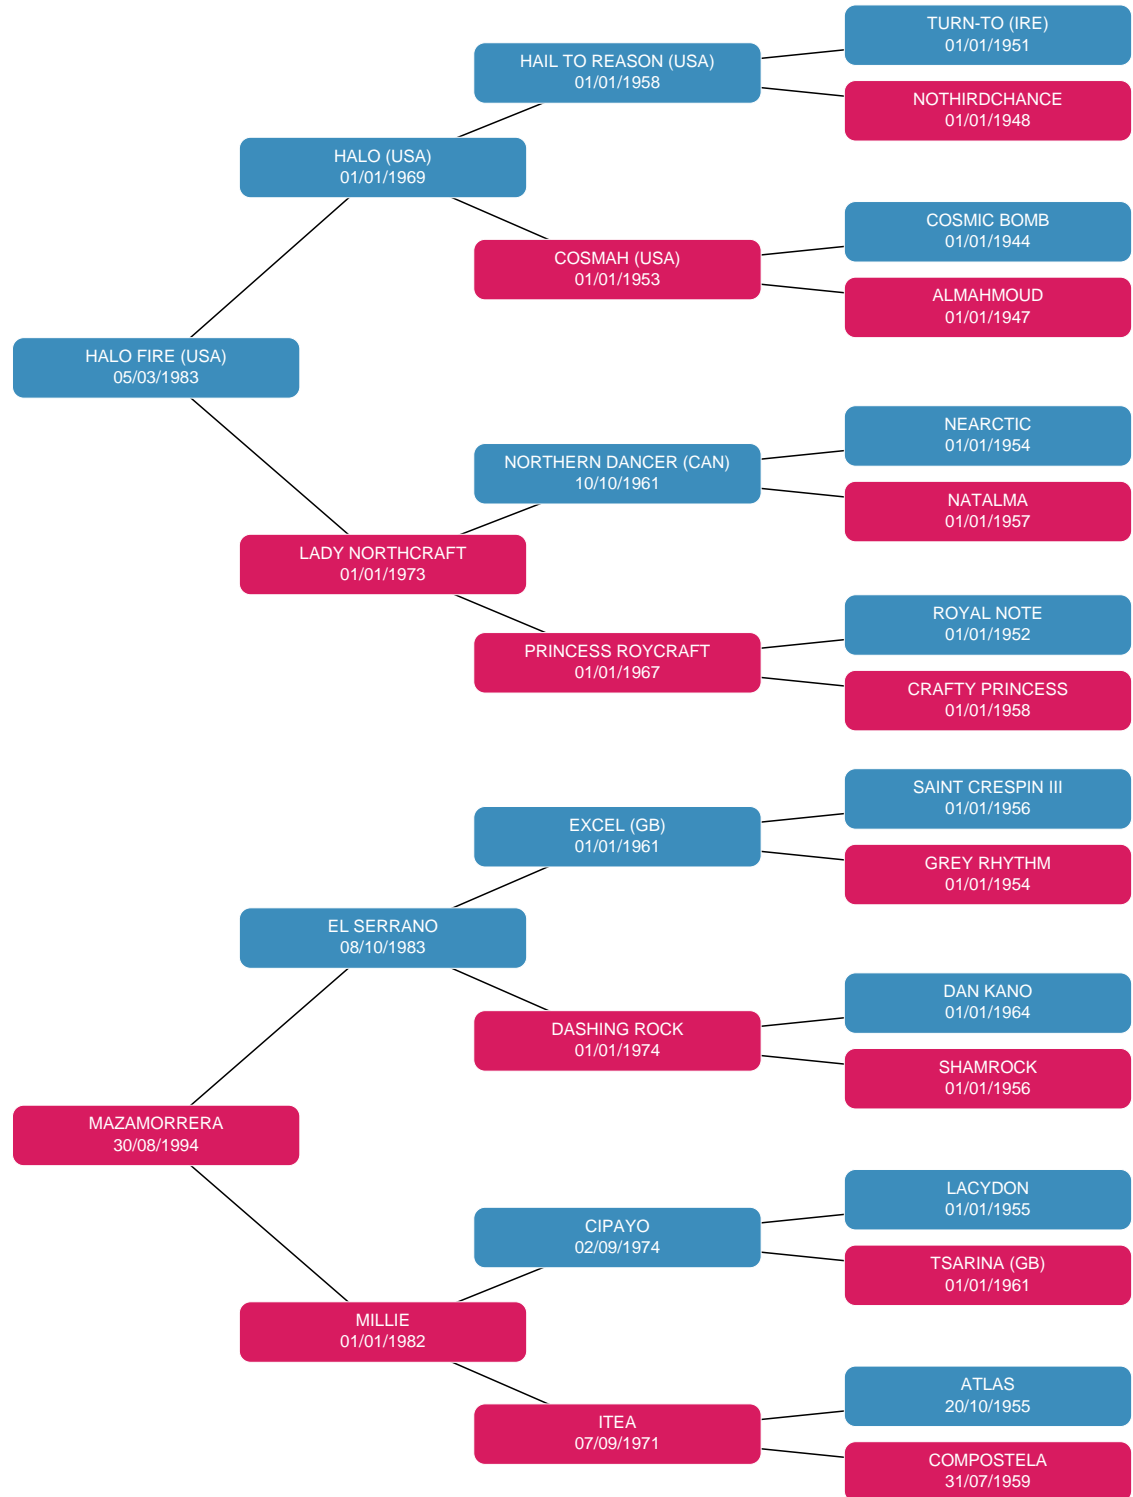 TURN-TO (IRE)
01/01/1951
HAIL TO REASON (USA)
01/01/1958
NOTHIRDCHANCE
01/01/1948
HALO (USA)
01/01/1969
COSMIC BOMB
01/01/1944
COSMAH (USA)
01/01/1953
ALMAHMOUD
01/01/1947
HALO FIRE (USA)
05/03/1983
NEARCTIC
01/01/1954
NORTHERN DANCER (CAN)
10/10/1961
NATALMA
01/01/1957
LADY NORTHCRAFT
01/01/1973
ROYAL NOTE
01/01/1952
PRINCESS ROYCRAFT
01/01/1967
CRAFTY PRINCESS
01/01/1958
SAINT CRESPIN III
01/01/1956
EXCEL (GB)
01/01/1961
GREY RHYTHM
01/01/1954
EL SERRANO
08/10/1983
DAN KANO
01/01/1964
DASHING ROCK
01/01/1974
SHAMROCK
01/01/1956
MAZAMORRERA
30/08/1994
LACYDON
01/01/1955
CIPAYO
02/09/1974
TSARINA (GB)
01/01/1961
MILLIE
01/01/1982
ATLAS
20/10/1955
ITEA
07/09/1971
COMPOSTELA
31/07/1959